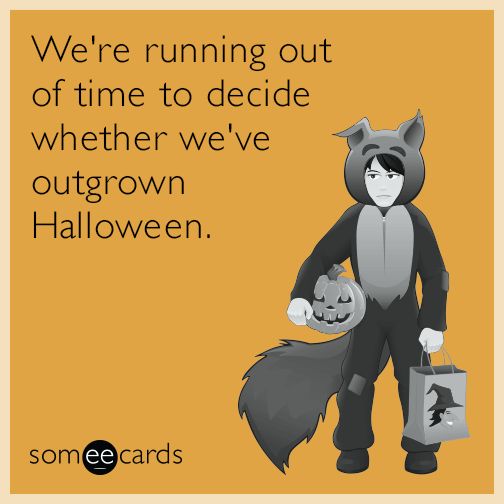 We're running out
of time to decide
whether we've
outgrown
Halloween.
someecards